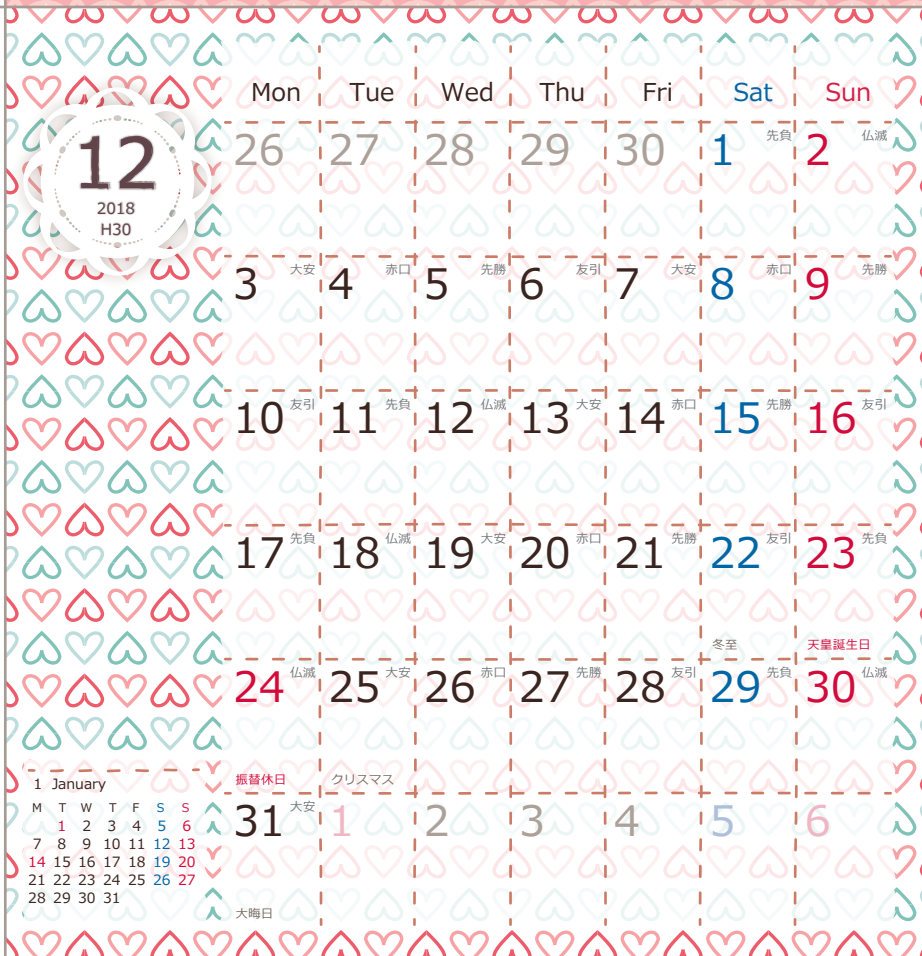 12
2018
H30
Mon Tue Wed Thu Fri Sat Sun
26 27 28 29 30 1 先負 2 仏滅
3 大安 4 赤口 5 先勝 6 友引 7 大安 8 赤口 9 先勝
10 友引 11 先負 12 仏滅 13 大安 14 赤口 15 先勝 16 友引
17 先負 18 仏滅 19 大安 20 赤口 21 先勝 22 友引 23 先負
冬至 天皇誕生日
24 仏滅 25 大安 26 赤口 27 先勝 28 友引 29 先負 30 仏滅
振替休日 クリスマス
31 大安 1 2 3 4 5 6
大晦日
1 January
M T W T F S S
1 2 3 4 5 6
7 8 9 10 11 12 13
14 15 16 17 18 19 20
21 22 23 24 25 26 27
28 29 30 31